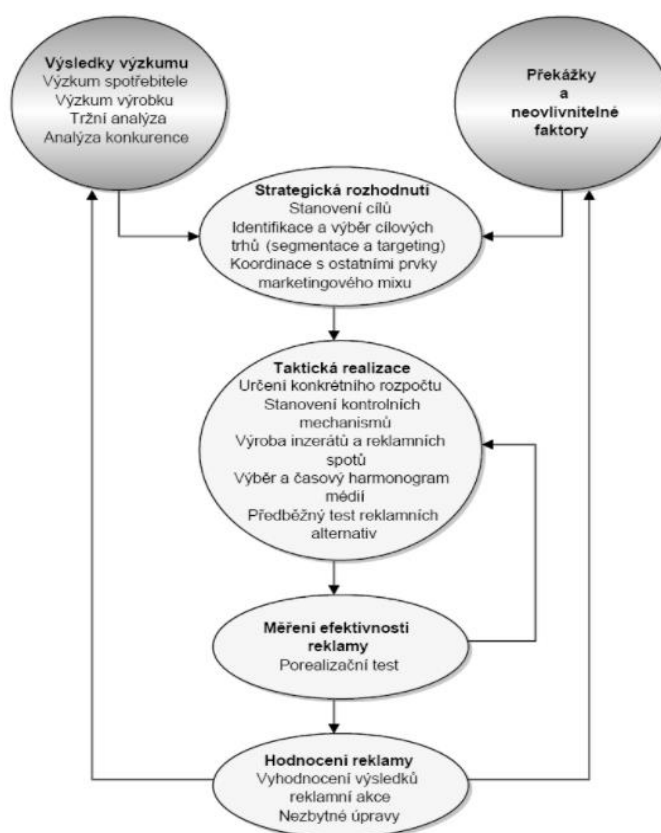 Výsledky výzkumu
Výzkum spotřebitele
Výzkum výrobku
Tržní analýza
Analýza konkurence
Překážky
a
neovlivnitelné
faktory
Strategická rozhodnutí
Stanovení cílů
Identifikace a výběr cílových
trhů (segmentace a targeting)
Koordinace s ostatními prvky
marketingového mixu
Taktická realizace
Určení konkrétního rozpočtu
Stanovení kontrolních
mechanismů
Výroba inzerátů a reklamních
spotů
Výběr a časový harmonogram
médií
Předběžný test reklamních
alternativ
Měření efektivnosti
reklamy
Porealizační test
Hodnocení reklamy
Vyhodnocení výsledků
reklamní akce
Nezbytné úpravy